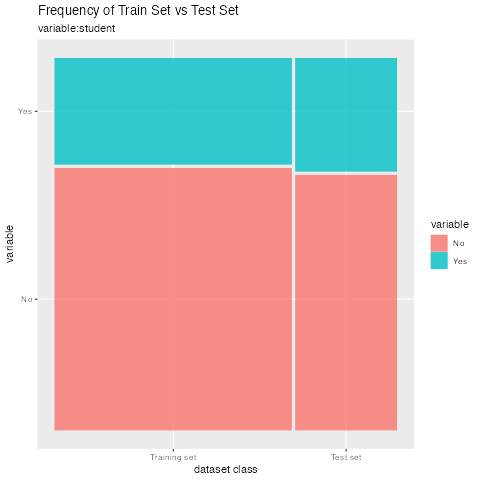 Frequency of Train Set vs Test Set
variable:student
Yes
No
variable
Training set
Test set
dataset class
variable
No
Yes